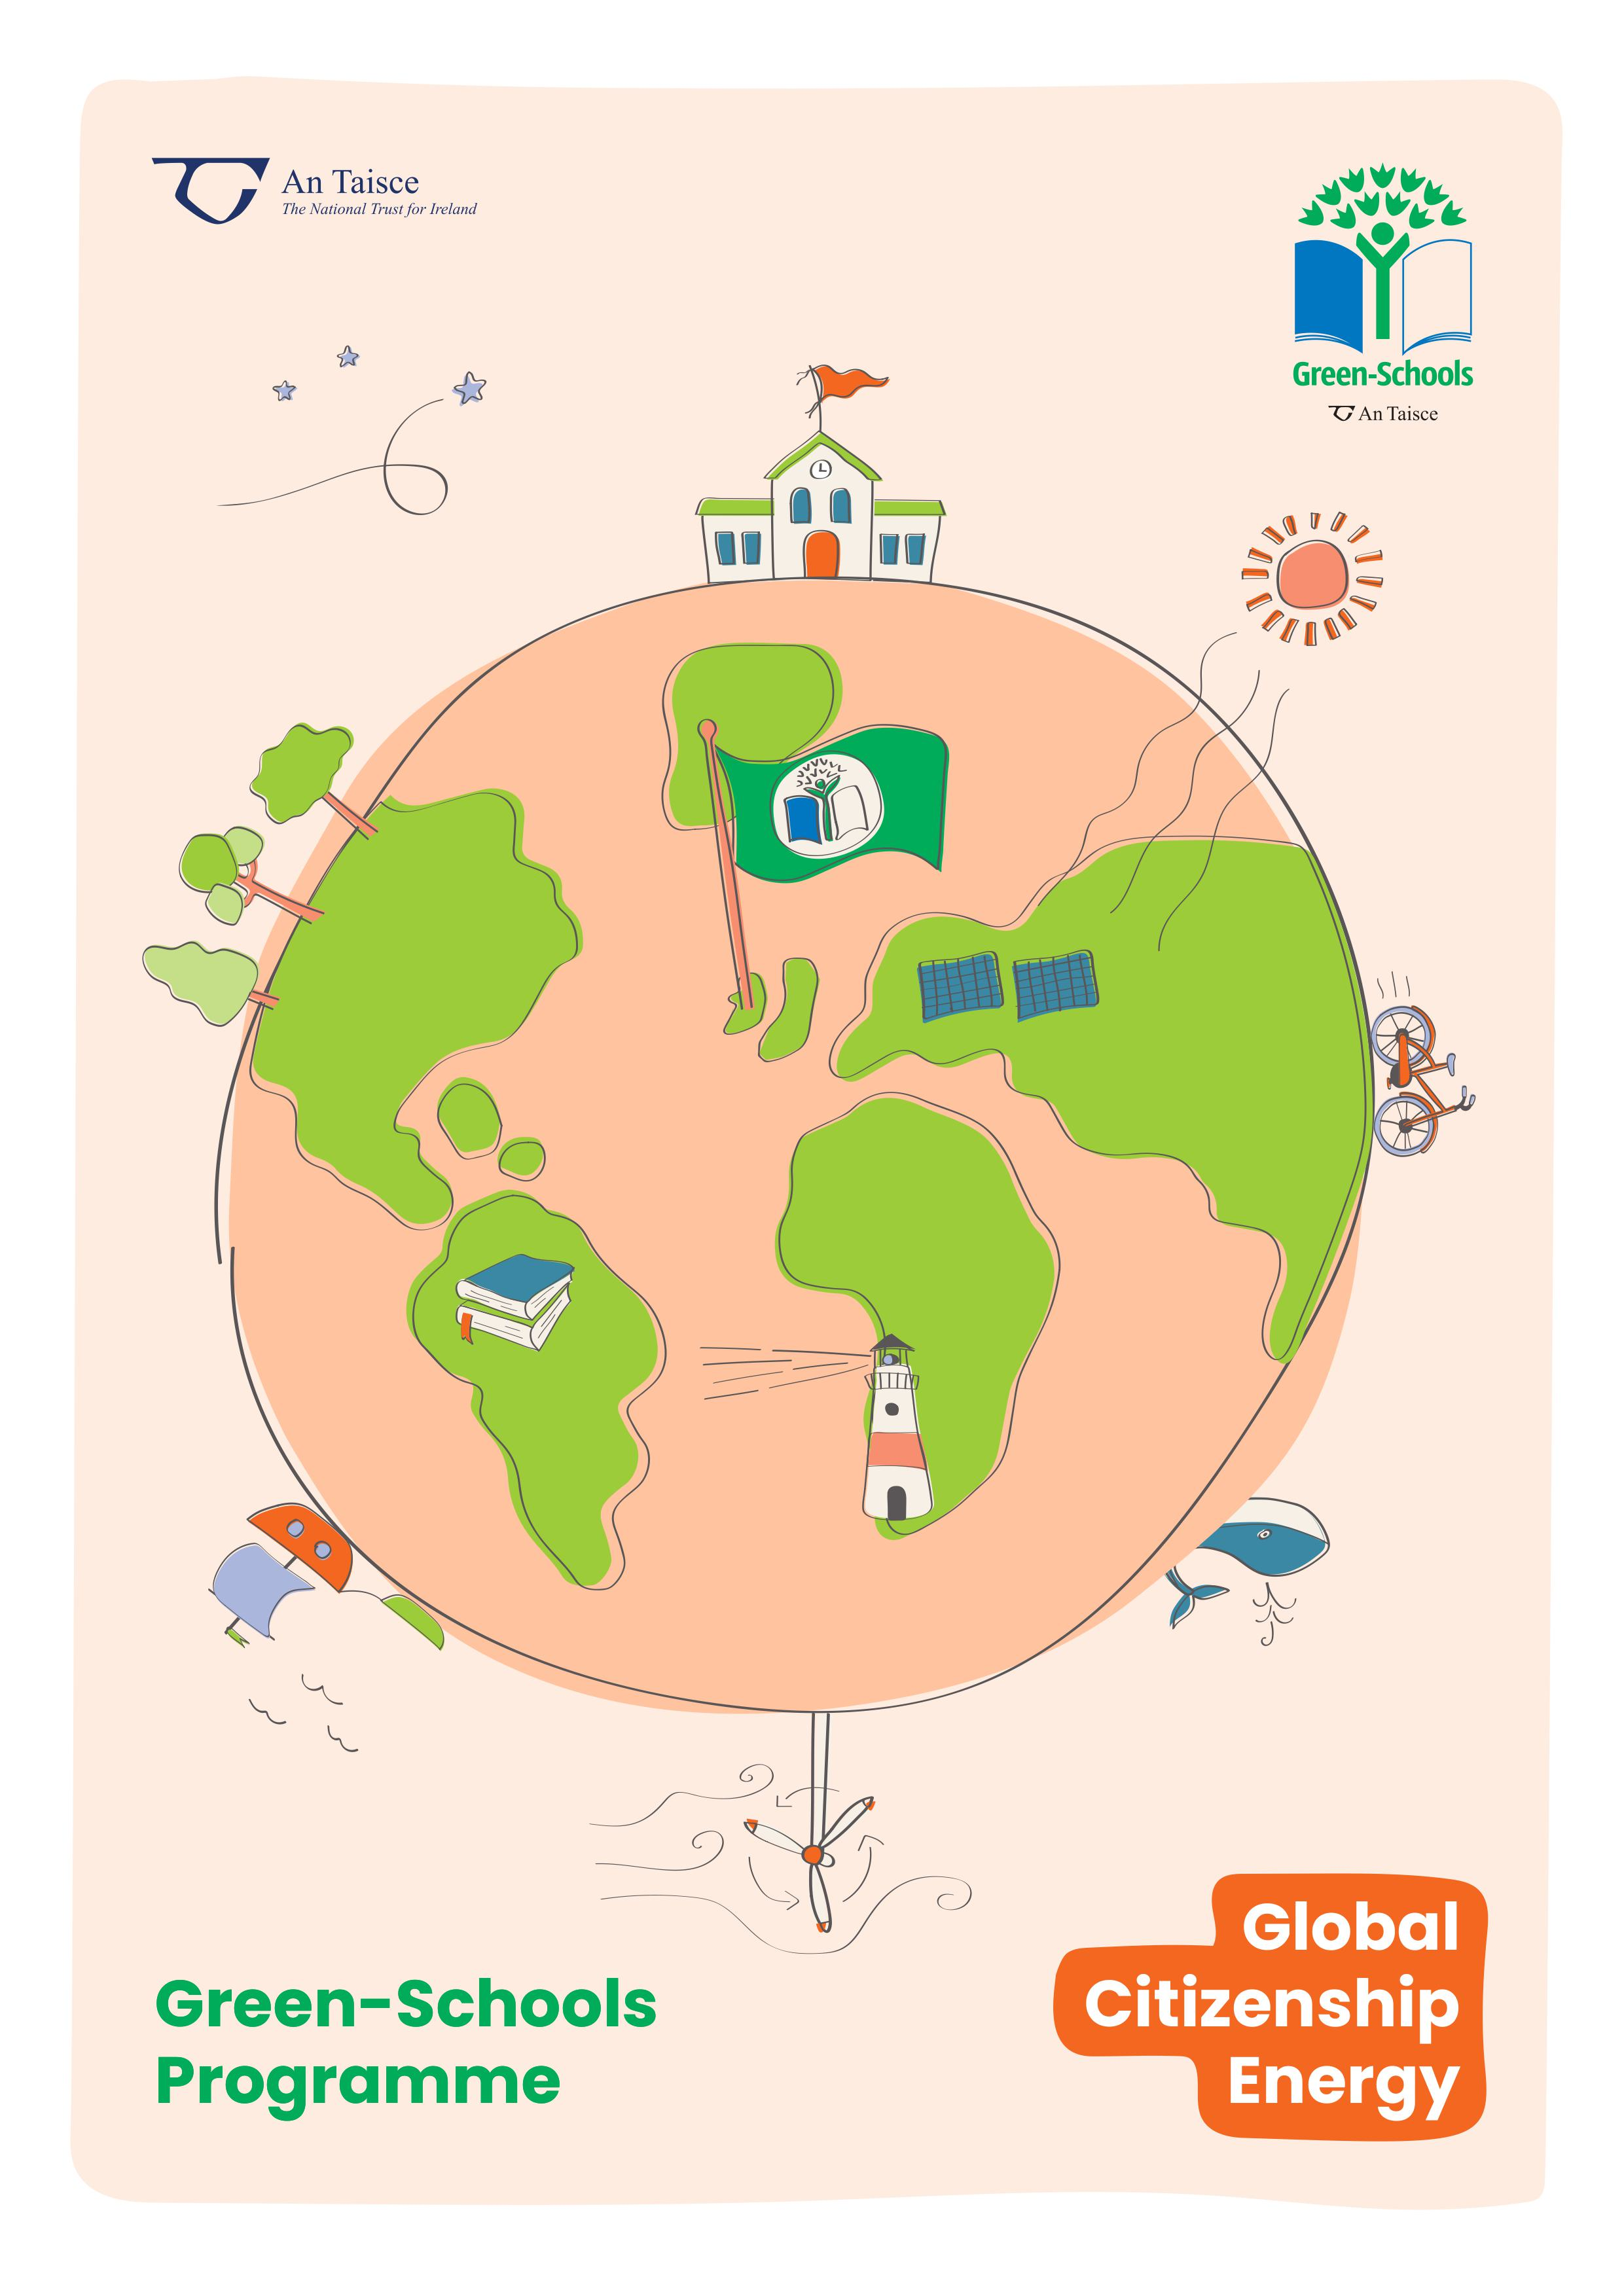 An Taisce
The National Trust for Ireland
Green-Schools
An Taisce
Green-Schools
Programme
Global
Citizenship
Energy